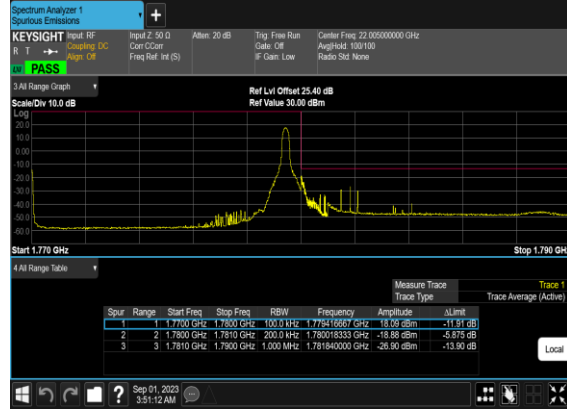 Spectrum Analyzer 1
Spurious Emissions
+
KEYSIGHT Input: RF Input Z: 50 Ω Atten: 20 dB Trig: Free Run Center Freq: 22.005000000 GHz
R T Coupling: DC Corr CCorr Gate: Off Avg|Hold: 100/100
Align: Off Freq Ref: Int (S) IF Gain: Low Radio Std: None
PASS
3 All Range Graph
Ref Lvl Offset 25.40 dB
Scale/Div 10.0 dB Ref Value 30.00 dBm
Log
20.0
10.0
0.00
-10.0
-20.0
-30.0
-40.0
-50.0
-60.0
Start 1.770 GHz Stop 1.790 GH
4 All Range Table
Measure Trace Trace 1
Trace Type Trace Average (Active)
Spur Range Start Freq Stop Freq RBW Frequency Amplitude ΔLimit
1 1 1.7700 GHz 1.7800 GHz 100.0 kHz 1.779416667 GHz 18.09 dBm -11.91 dB
2 2 1.7800 GHz 1.7810 GHz 200.0 kHz 1.780018333 GHz -18.88 dBm -5.875 dB
3 3 1.7810 GHz 1.7900 GHz 1.000 MHz 1.781840000 GHz -26.90 dBm -13.90 dB
Local
? Sep 01, 2023
3:51:12 AM